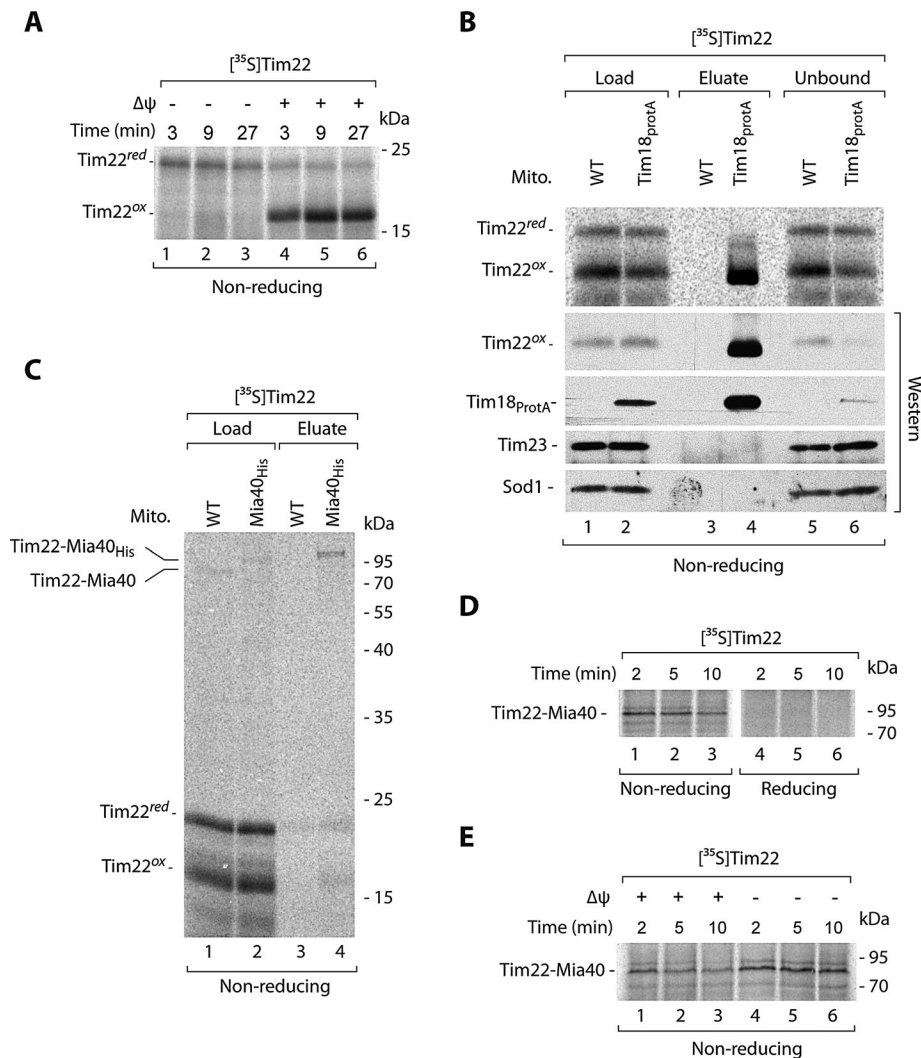 A
[³⁵S]Tim22
Δψ - - - + + +
Time (min) 3 9 27 3 9 27 kDa
Tim22ʳᵉᵈ- - 25
Tim22ᵒˣ- - 15
1 2 3 4 5 6
Non-reducing
B
[³⁵S]Tim22
Load Eluate Unbound
Mito. WT Tim18protA WT Tim18protA WT Tim18protA
Tim22ʳᵉᵈ -
Tim22ᵒˣ -
Tim22ᵒˣ -
Tim18ProtA-
Tim23 -
Sod1 -
Western
1 2 3 4 5 6
Non-reducing
C
[³⁵S]Tim22
Load Eluate
Mito. WT Mia40His WT Mia40His kDa
Tim22-Mia40His
Tim22-Mia40
- 95
- 70
- 55
- 40
- 35
- 25
Tim22ʳᵉᵈ -
Tim22ᵒˣ -
- 15
1 2 3 4
Non-reducing
D
[³⁵S]Tim22
Time (min) 2 5 10 2 5 10 kDa
Tim22-Mia40 - - 95
- 70
1 2 3 4 5 6
Non-reducing Reducing
E
[³⁵S]Tim22
Δψ + + + - - -
Time (min) 2 5 10 2 5 10 kDa
Tim22-Mia40 - - 95
- 70
1 2 3 4 5 6
Non-reducing